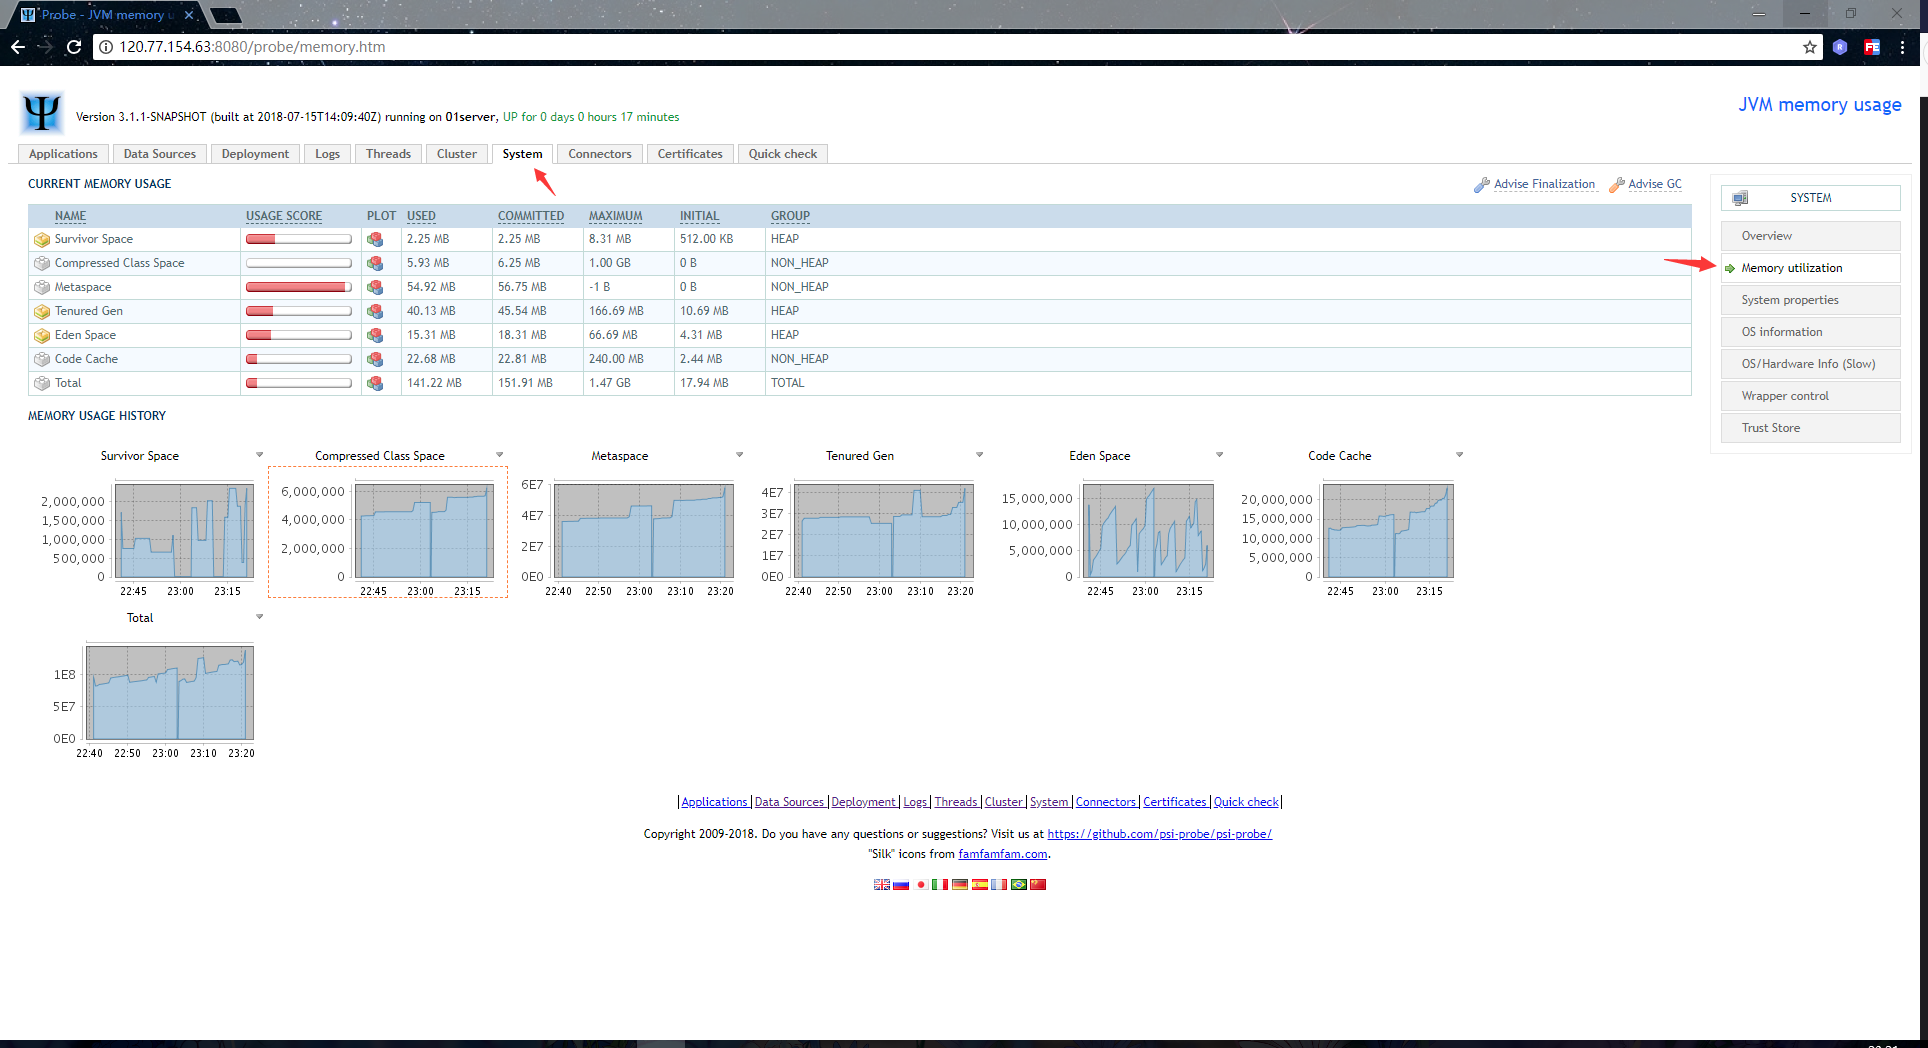 Probe - JVM memory u
120.77.154.63:8080/probe/memory.htm
JVM memory usage
Version 3.1.1-SNAPSHOT (built at 2018-07-15T14:09:40Z) running on 01server, UP for 0 days 0 hours 17 minutes
Applications Data Sources Deployment Logs Threads Cluster System Connectors Certificates Quick check
CURRENT MEMORY USAGE
Advise Finalization Advise GC
NAME USAGE SCORE PLOT USED COMMITTED MAXIMUM INITIAL GROUP
Survivor Space 2.25 MB 2.25 MB 8.31 MB 512.00 KB HEAP
Compressed Class Space 5.93 MB 6.25 MB 1.00 GB 0 B NON_HEAP
Metaspace 54.92 MB 56.75 MB -1 B 0 B NON_HEAP
Tenured Gen 40.13 MB 45.54 MB 166.69 MB 10.69 MB HEAP
Eden Space 15.31 MB 18.31 MB 66.69 MB 4.31 MB HEAP
Code Cache 22.68 MB 22.81 MB 240.00 MB 2.44 MB NON_HEAP
Total 141.22 MB 151.91 MB 1.47 GB 17.94 MB TOTAL
SYSTEM
Overview
Memory utilization
System properties
OS information
OS/Hardware Info (Slow)
Wrapper control
Trust Store
MEMORY USAGE HISTORY
Survivor Space
2,000,000
1,500,000
1,000,000
500,000
0
22:45 23:00 23:15
Compressed Class Space
6,000,000
4,000,000
2,000,000
0
22:45 23:00 23:15
Metaspace
6E7
4E7
2E7
0E0
22:40 22:50 23:00 23:10 23:20
Tenured Gen
4E7
3E7
2E7
1E7
0E0
22:40 22:50 23:00 23:10 23:20
Eden Space
15,000,000
10,000,000
5,000,000
0
22:45 23:00 23:15
Code Cache
20,000,000
15,000,000
10,000,000
5,000,000
0
22:45 23:00 23:15
Total
1E8
5E7
0E0
22:40 22:50 23:00 23:10 23:20
|Applications |Data Sources |Deployment |Logs |Threads |Cluster |System |Connectors |Certificates |Quick check|
Copyright 2009-2018. Do you have any questions or suggestions? Visit us at https://github.com/psi-probe/psi-probe/
"Silk" icons from famfamfam.com.